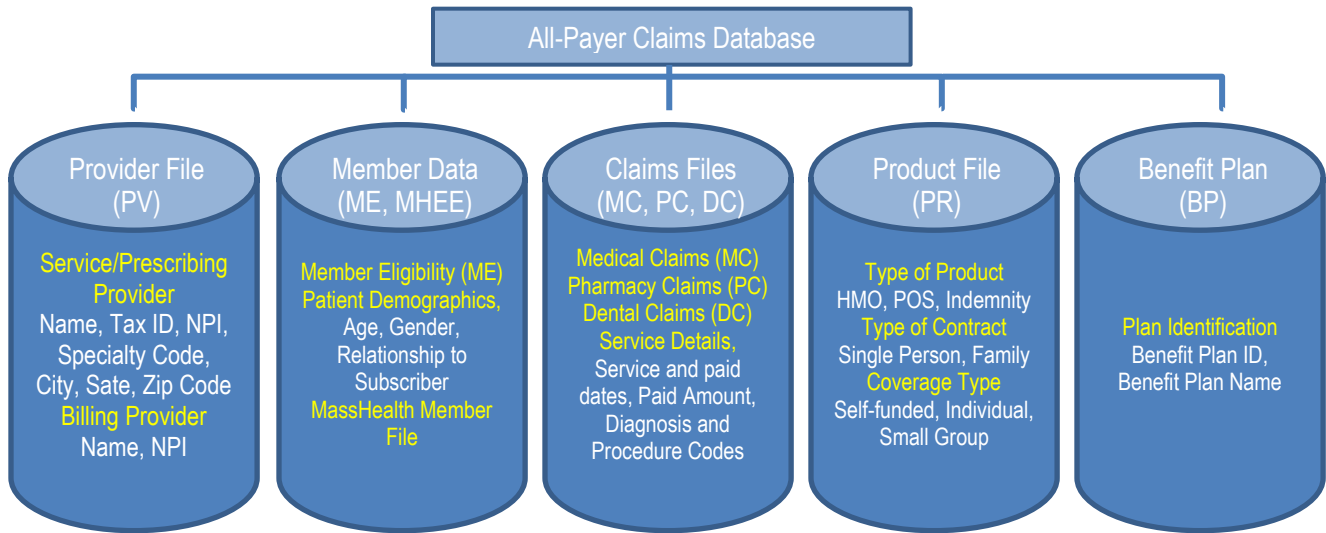 All-Payer Claims Database
Provider File
(PV)
Service/Prescribing
Provider
Name, Tax ID, NPI,
Specialty Code,
City, Sate, Zip Code
Billing Provider
Name, NPI
Member Data
(ME, MHEE)
Member Eligibility (ME)
Patient Demographics,
Age, Gender,
Relationship to
Subscriber
MassHealth Member
File
Claims Files
(MC, PC, DC)
Medical Claims (MC)
Pharmacy Claims (PC)
Dental Claims (DC)
Service Details,
Service and paid
dates, Paid Amount,
Diagnosis and
Procedure Codes
Product File
(PR)
Type of Product
HMO, POS, Indemnity
Type of Contract
Single Person, Family
Coverage Type
Self-funded, Individual,
Small Group
Benefit Plan
(BP)
Plan Identification
Benefit Plan ID,
Benefit Plan Name